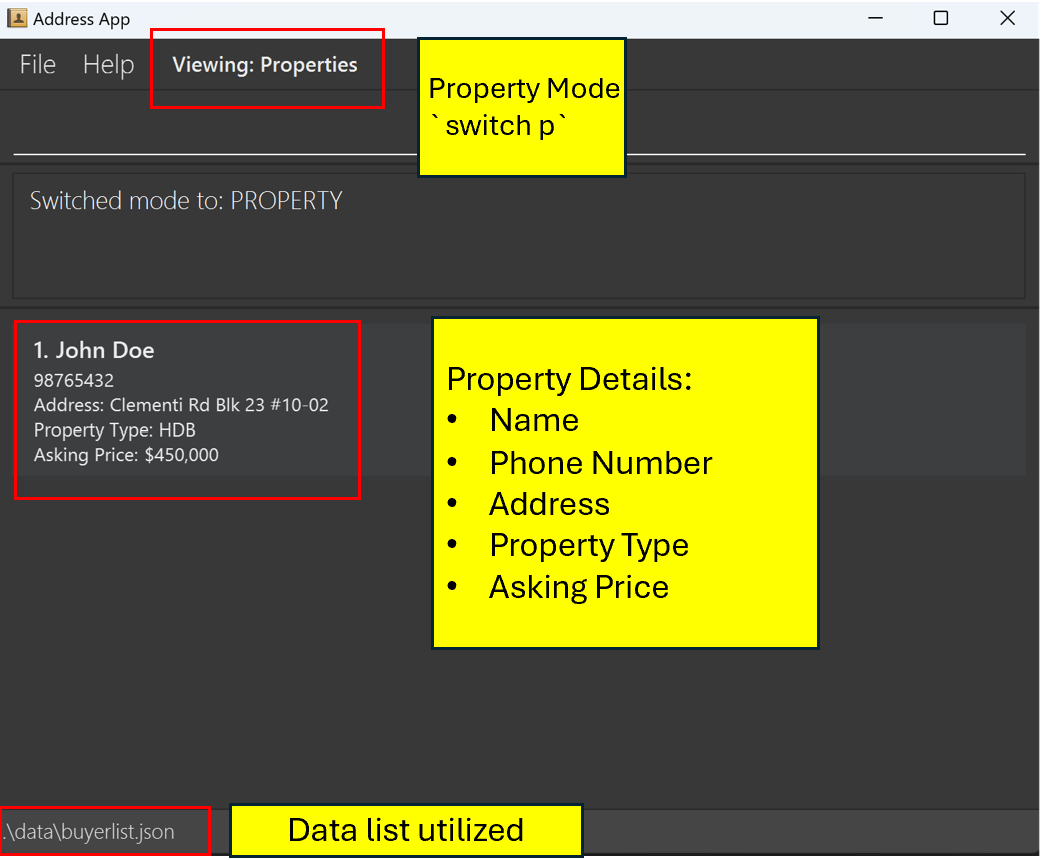 Address App
File Help Viewing: Properties
Property Mode
`switch p`
Switched mode to: PROPERTY
1. John Doe
98765432
Address: Clementi Rd Blk 23 #10-02
Property Type: HDB
Asking Price: $450,000
Property Details:
• Name
• Phone Number
• Address
• Property Type
• Asking Price
.\data\buyerlist.json
Data list utilized